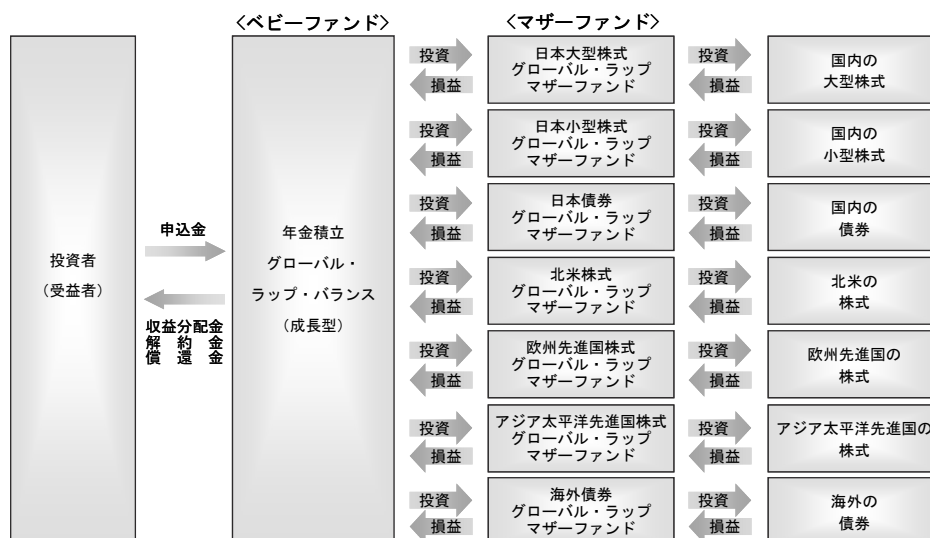 〈ベビーファンド〉
〈マザーファンド〉
投資者
(受益者)
申込金
収益分配金
解約金
償還金
年金積立
グローバル・
ラップ・バランス
(成長型)
投資
損益
日本大型株式
グローバル・ラップ
マザーファンド
投資
損益
国内の
大型株式
投資
損益
日本小型株式
グローバル・ラップ
マザーファンド
投資
損益
国内の
小型株式
投資
損益
日本債券
グローバル・ラップ
マザーファンド
投資
損益
国内の
債券
投資
損益
北米株式
グローバル・ラップ
マザーファンド
投資
損益
北米の
株式
投資
損益
欧州先進国株式
グローバル・ラップ
マザーファンド
投資
損益
欧州先進国の
株式
投資
損益
アジア太平洋先進国株式
グローバル・ラップ
マザーファンド
投資
損益
アジア太平洋先進国の
株式
投資
損益
海外債券
グローバル・ラップ
マザーファンド
投資
損益
海外の
債券